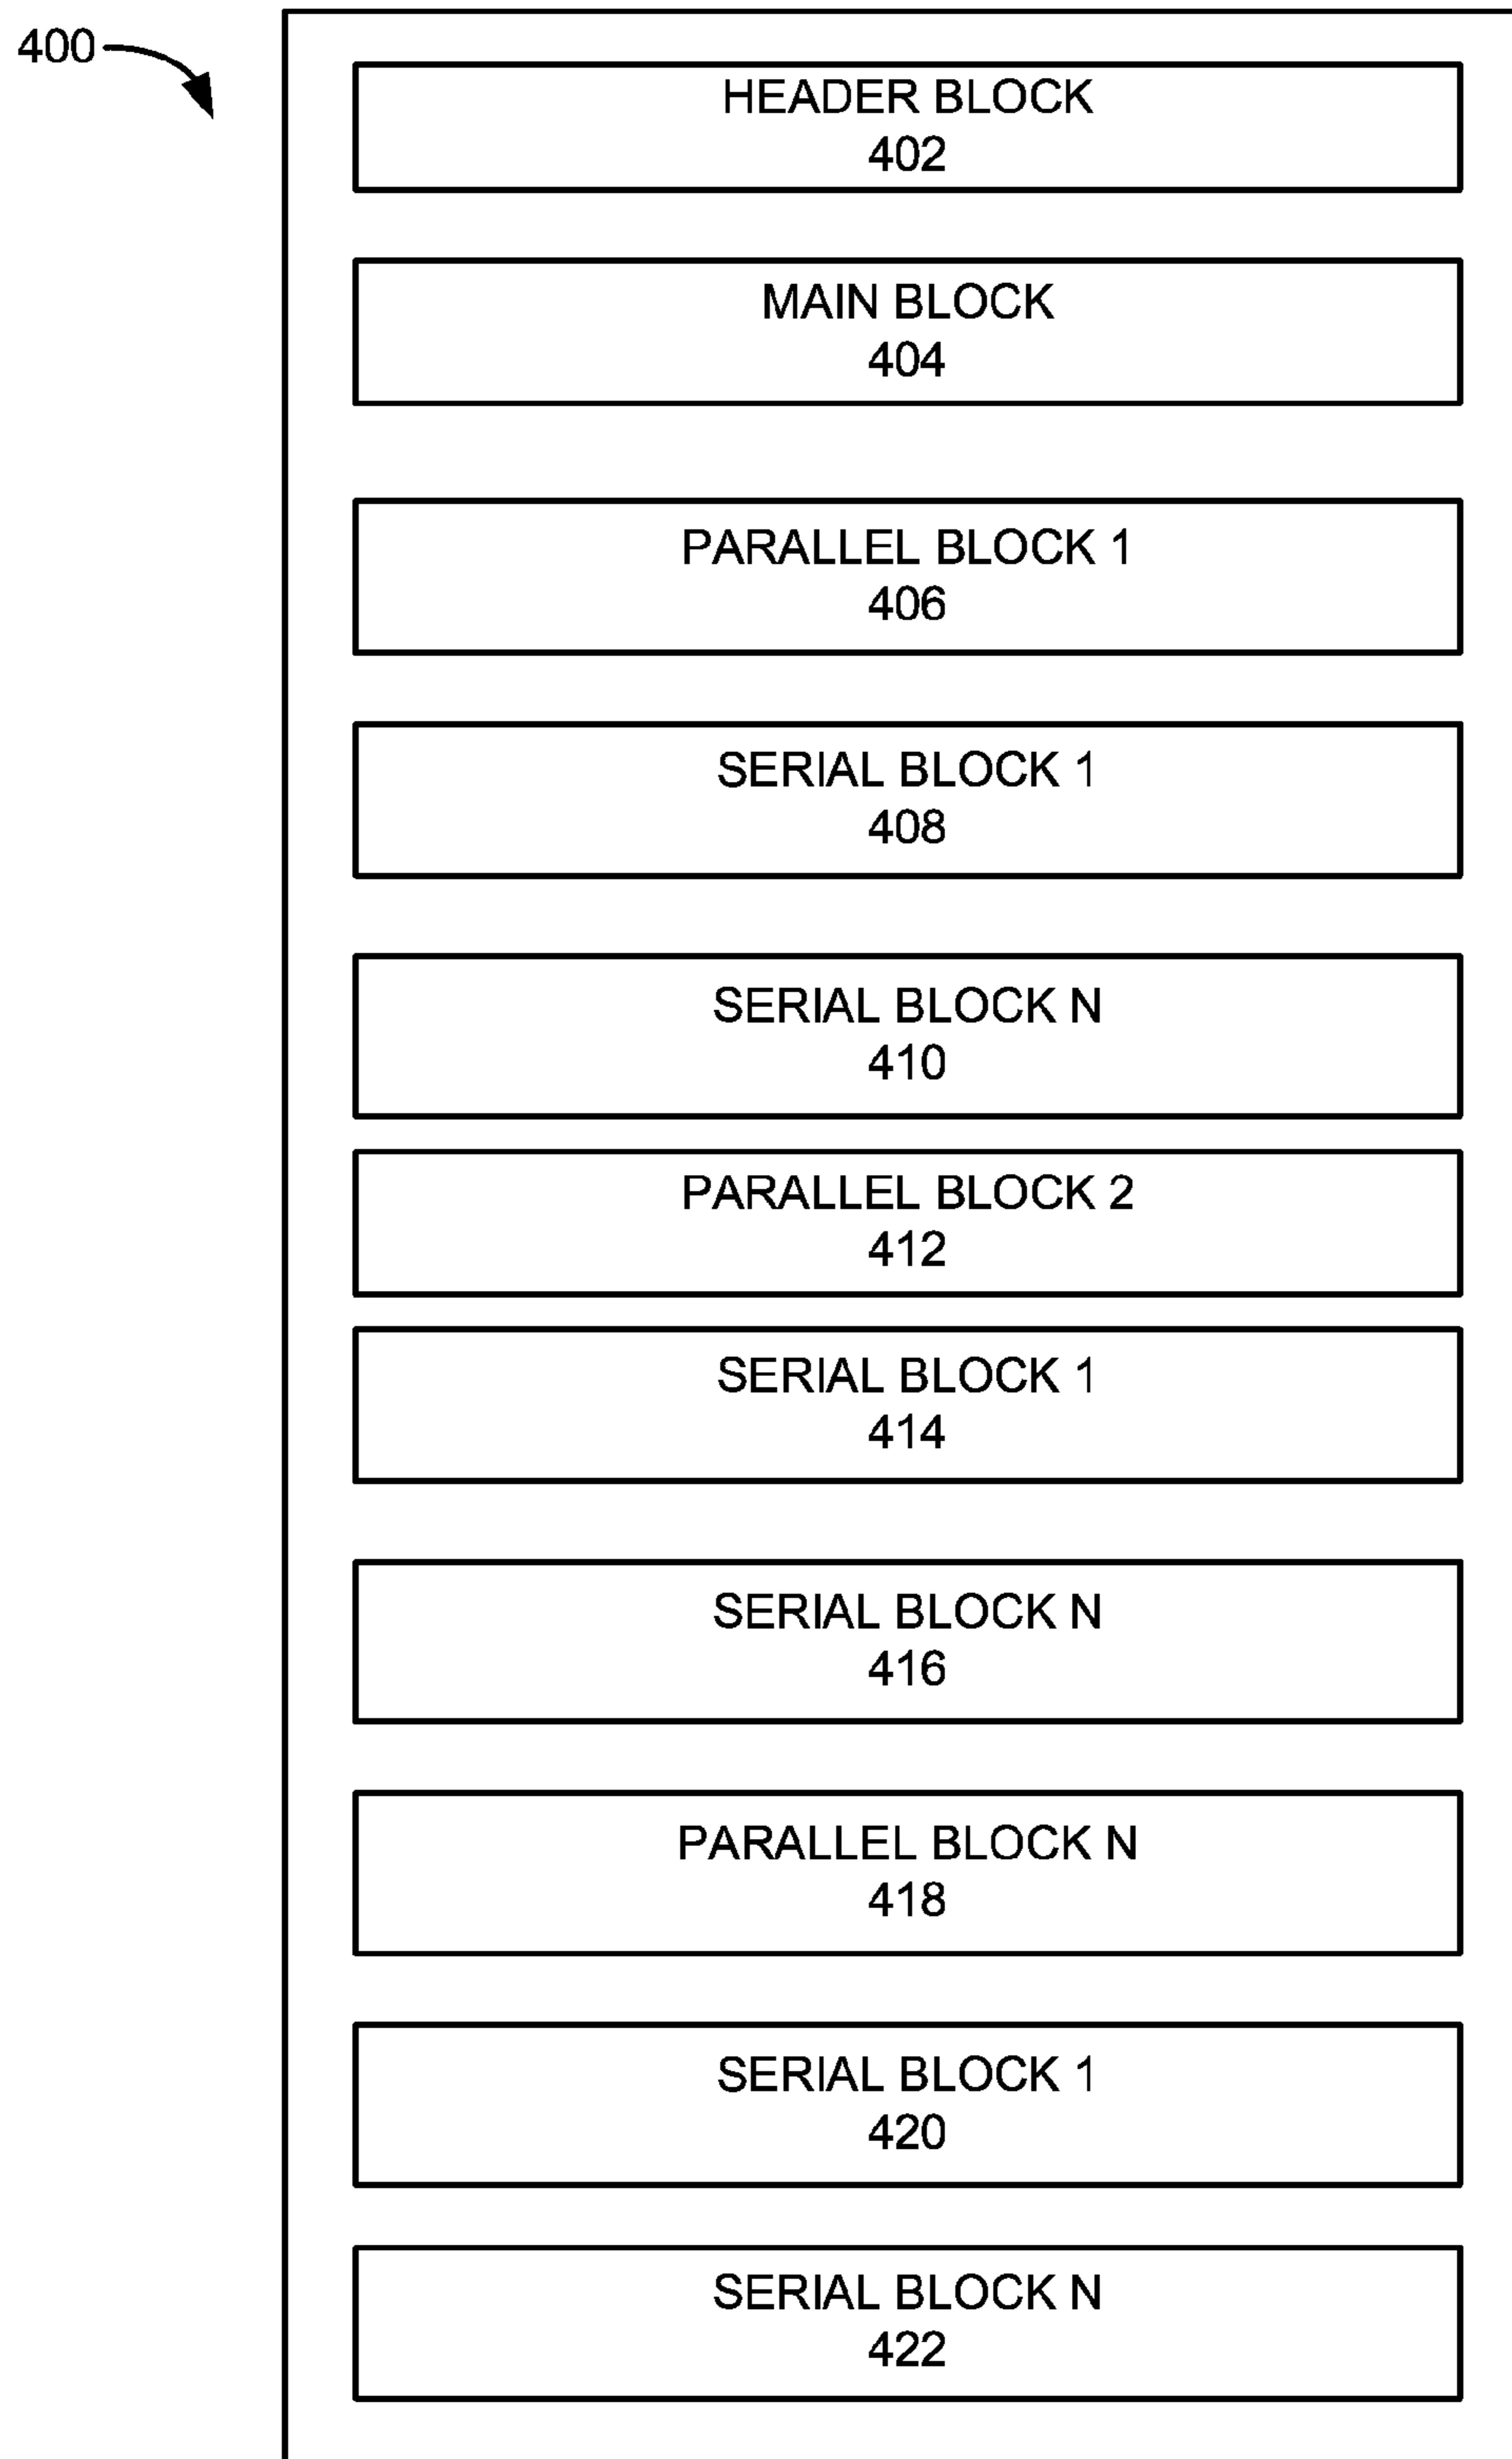 400
HEADER BLOCK
402
MAIN BLOCK
404
PARALLEL BLOCK 1
406
SERIAL BLOCK 1
408
SERIAL BLOCK N
410
PARALLEL BLOCK 2
412
SERIAL BLOCK 1
414
SERIAL BLOCK N
416
PARALLEL BLOCK N
418
SERIAL BLOCK 1
420
SERIAL BLOCK N
422